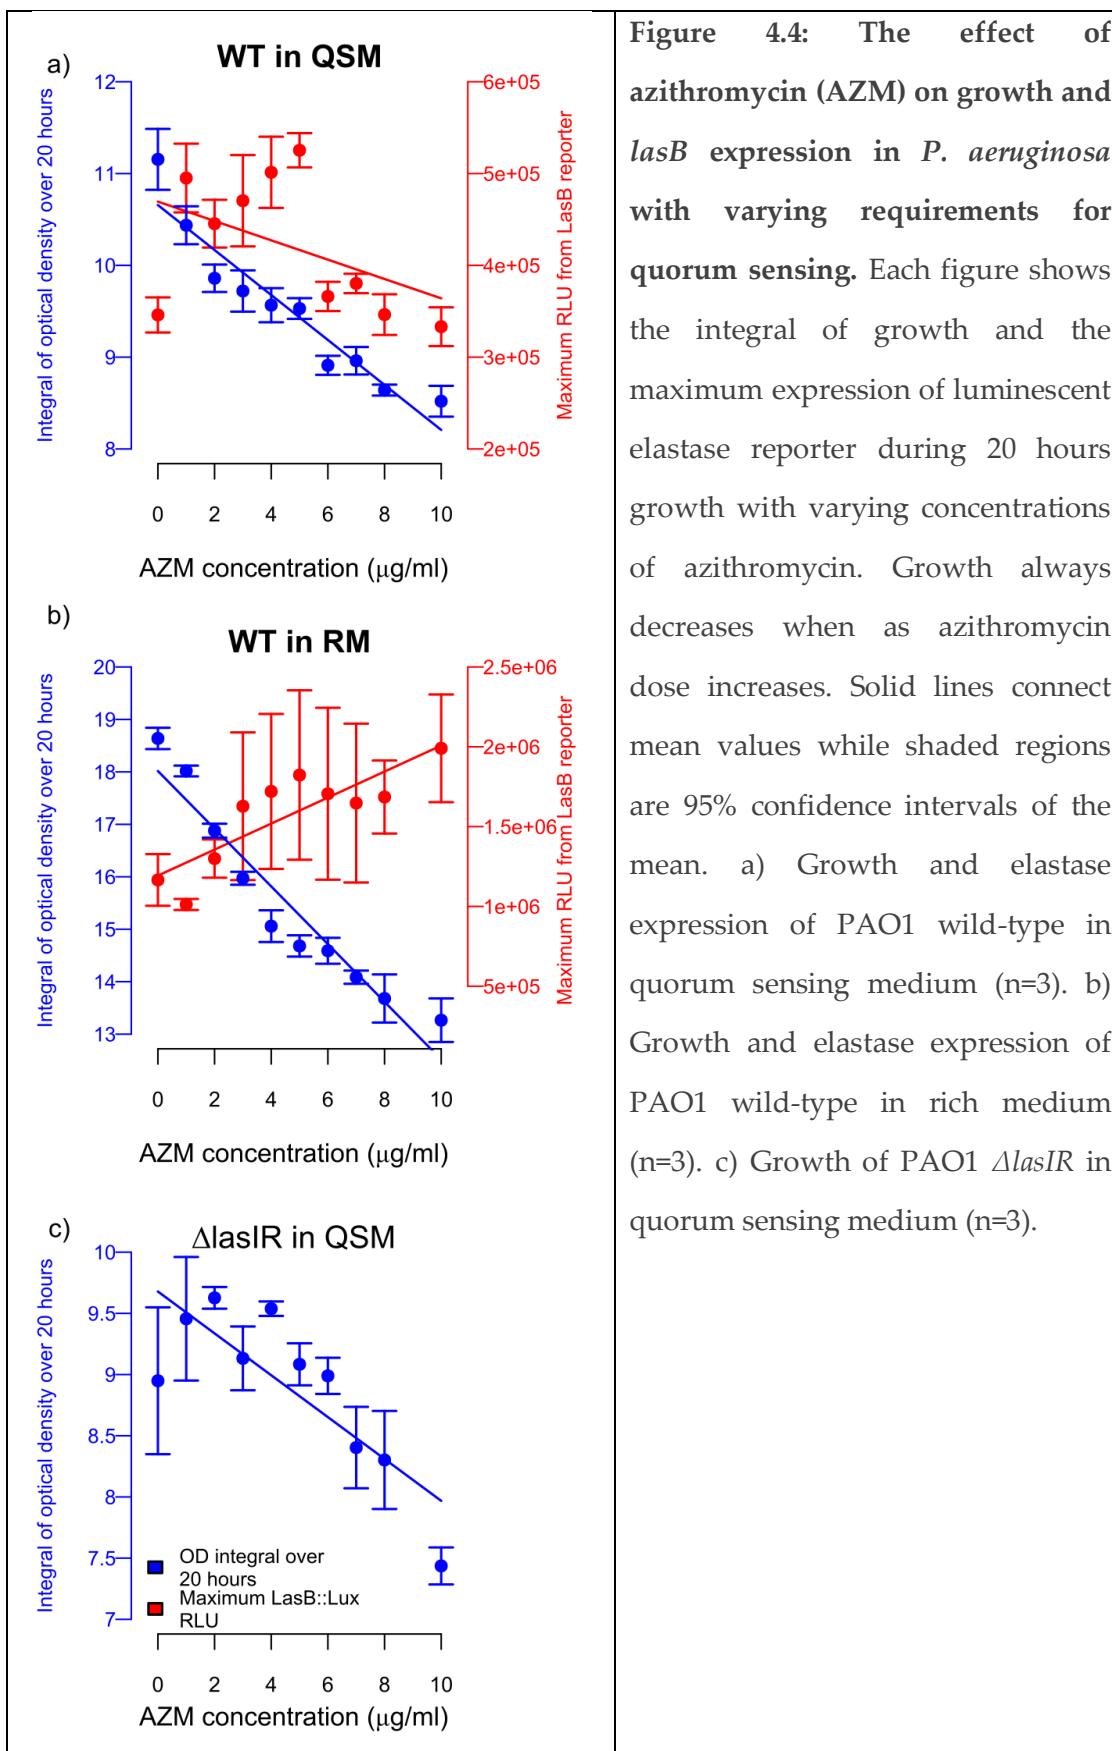 a)
WT in QSM
Integral of optical density over 20 hours
12
11
10
9
8
6e+05
5e+05
4e+05
3e+05
2e+05
Maximum RLU from LasB reporter
0 2 4 6 8 10
AZM concentration (μg/ml)
b)
WT in RM
Integral of optical density over 20 hours
20
19
18
17
16
15
14
13
2.5e+06
2e+06
1.5e+06
1e+06
5e+05
Maximum RLU from LasB reporter
0 2 4 6 8 10
AZM concentration (μg/ml)
c)
ΔlasIR in QSM
Integral of optical density over 20 hours
10
9.5
9
8.5
8
7.5
7
OD integral over
20 hours
Maximum LasB::Lux
RLU
0 2 4 6 8 10
AZM concentration (μg/ml)
Figure 4.4: The effect of
azithromycin (AZM) on growth and
lasB expression in P. aeruginosa
with varying requirements for
quorum sensing. Each figure shows
the integral of growth and the
maximum expression of luminescent
elastase reporter during 20 hours
growth with varying concentrations
of azithromycin. Growth always
decreases when as azithromycin
dose increases. Solid lines connect
mean values while shaded regions
are 95% confidence intervals of the
mean. a) Growth and elastase
expression of PAO1 wild-type in
quorum sensing medium (n=3). b)
Growth and elastase expression of
PAO1 wild-type in rich medium
(n=3). c) Growth of PAO1 ΔlasIR in
quorum sensing medium (n=3).